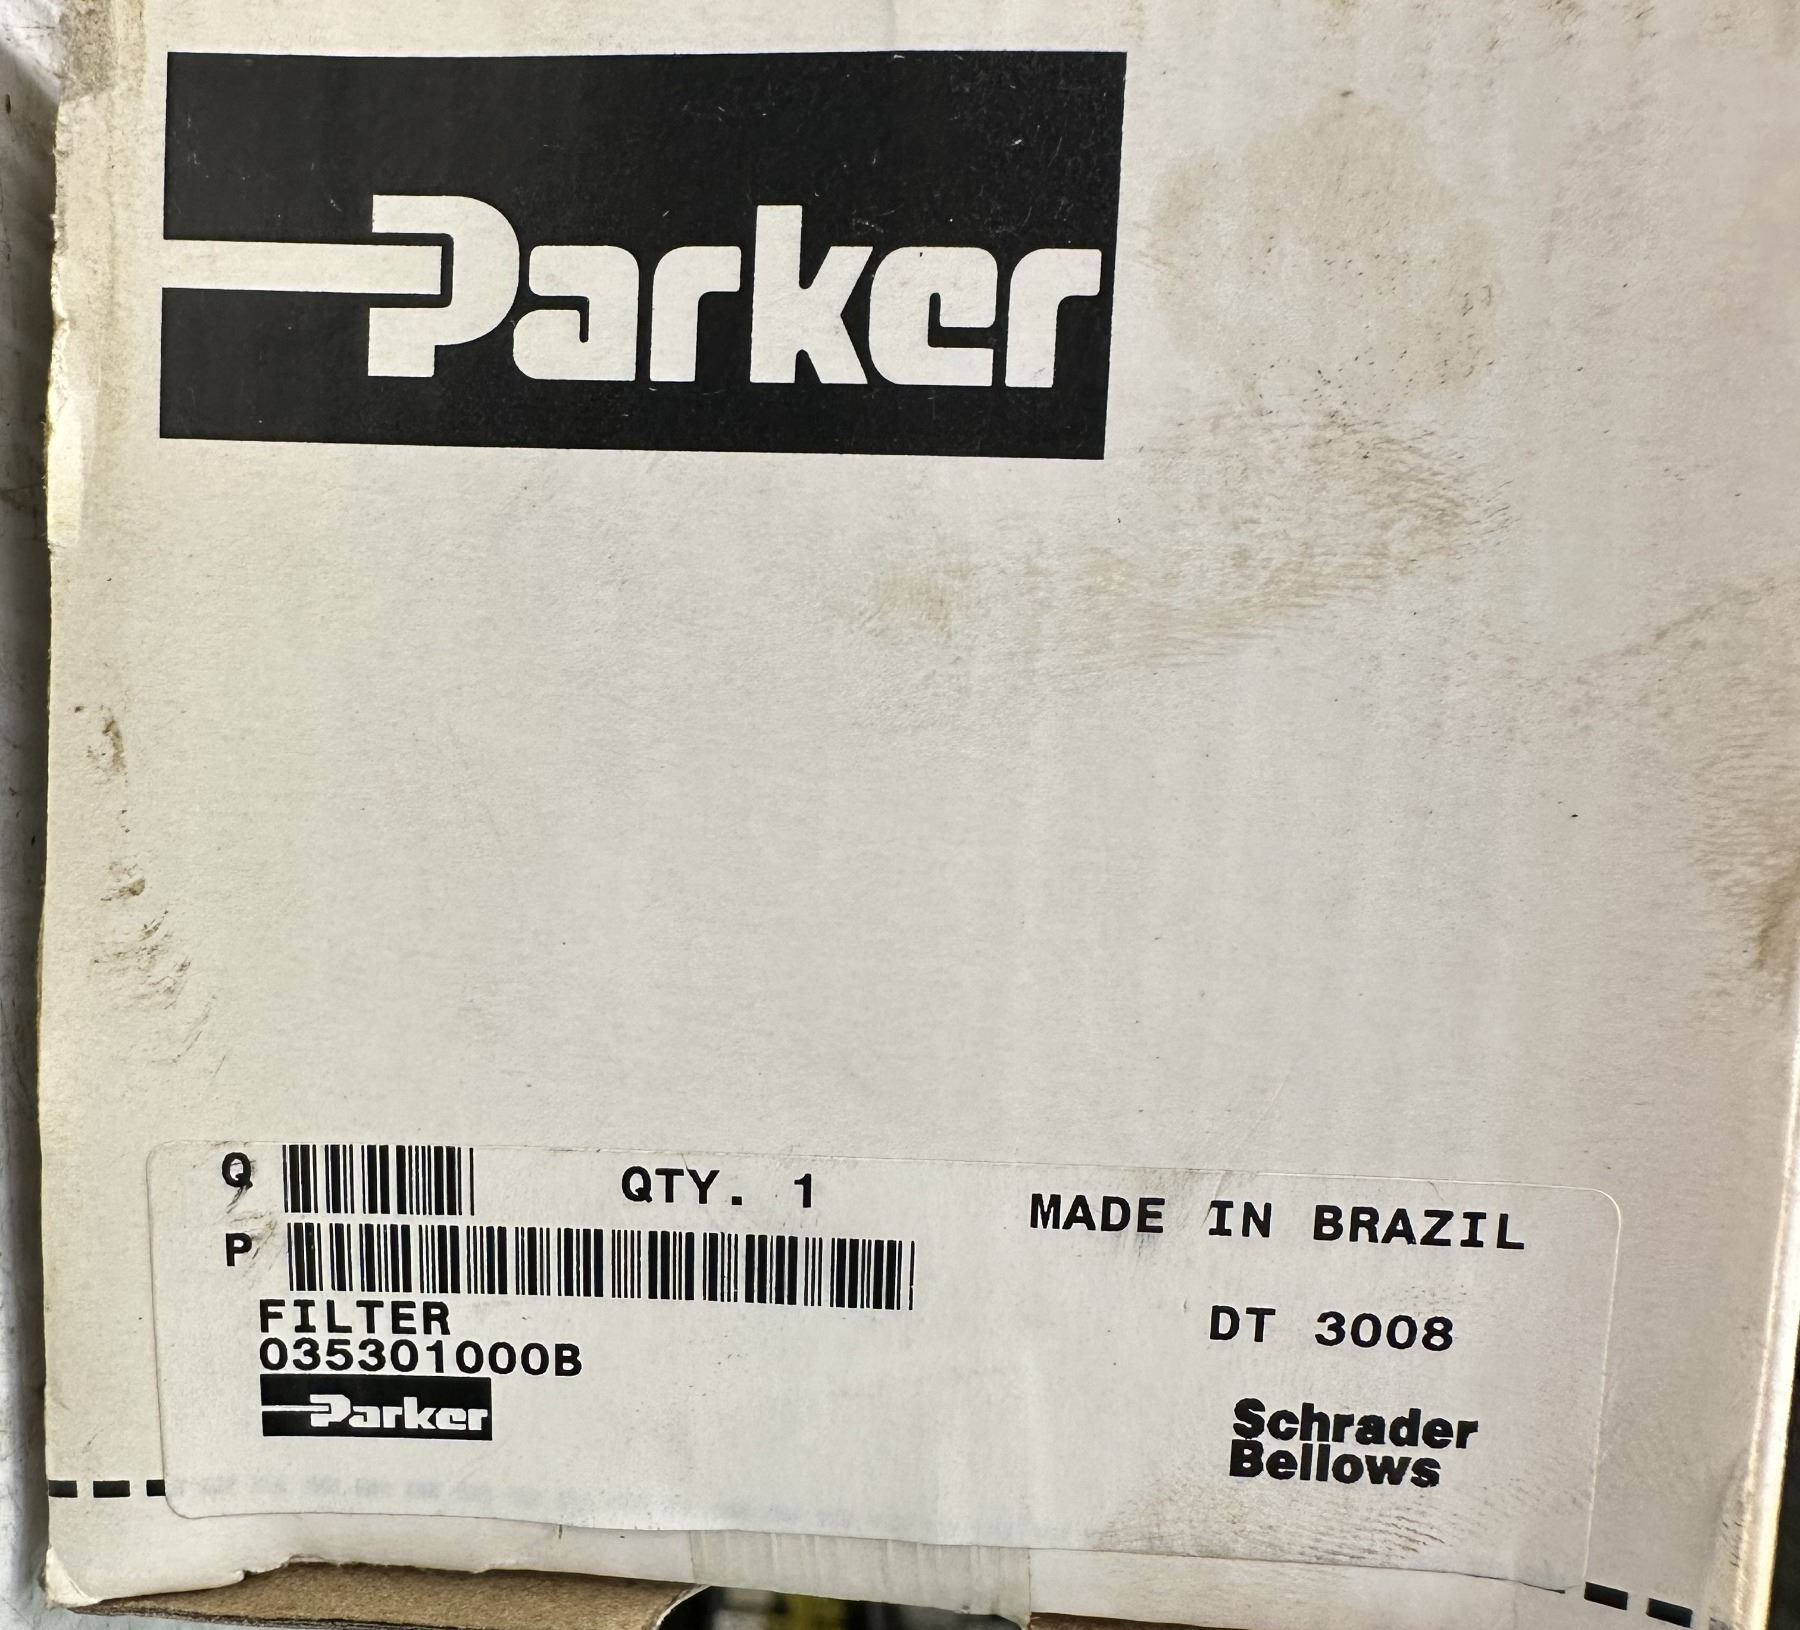 Parker
Q QTY. 1
MADE IN BRAZIL
P
FILTER
035301000B
DT 3008
Parker
Schrader
Bellows